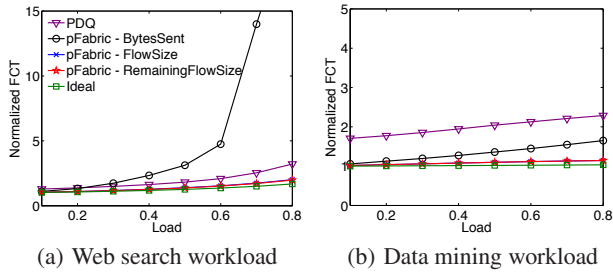 15
10
5
0
Normalized FCT
PDQ
pFabric - BytesSent
pFabric - FlowSize
pFabric - RemainingFlowSize
Ideal
0.2 0.4 0.6 0.8
Load
(a) Web search workload
5
4
3
2
1
0
Normalized FCT
0.2 0.4 0.6 0.8
Load
(b) Data mining workload